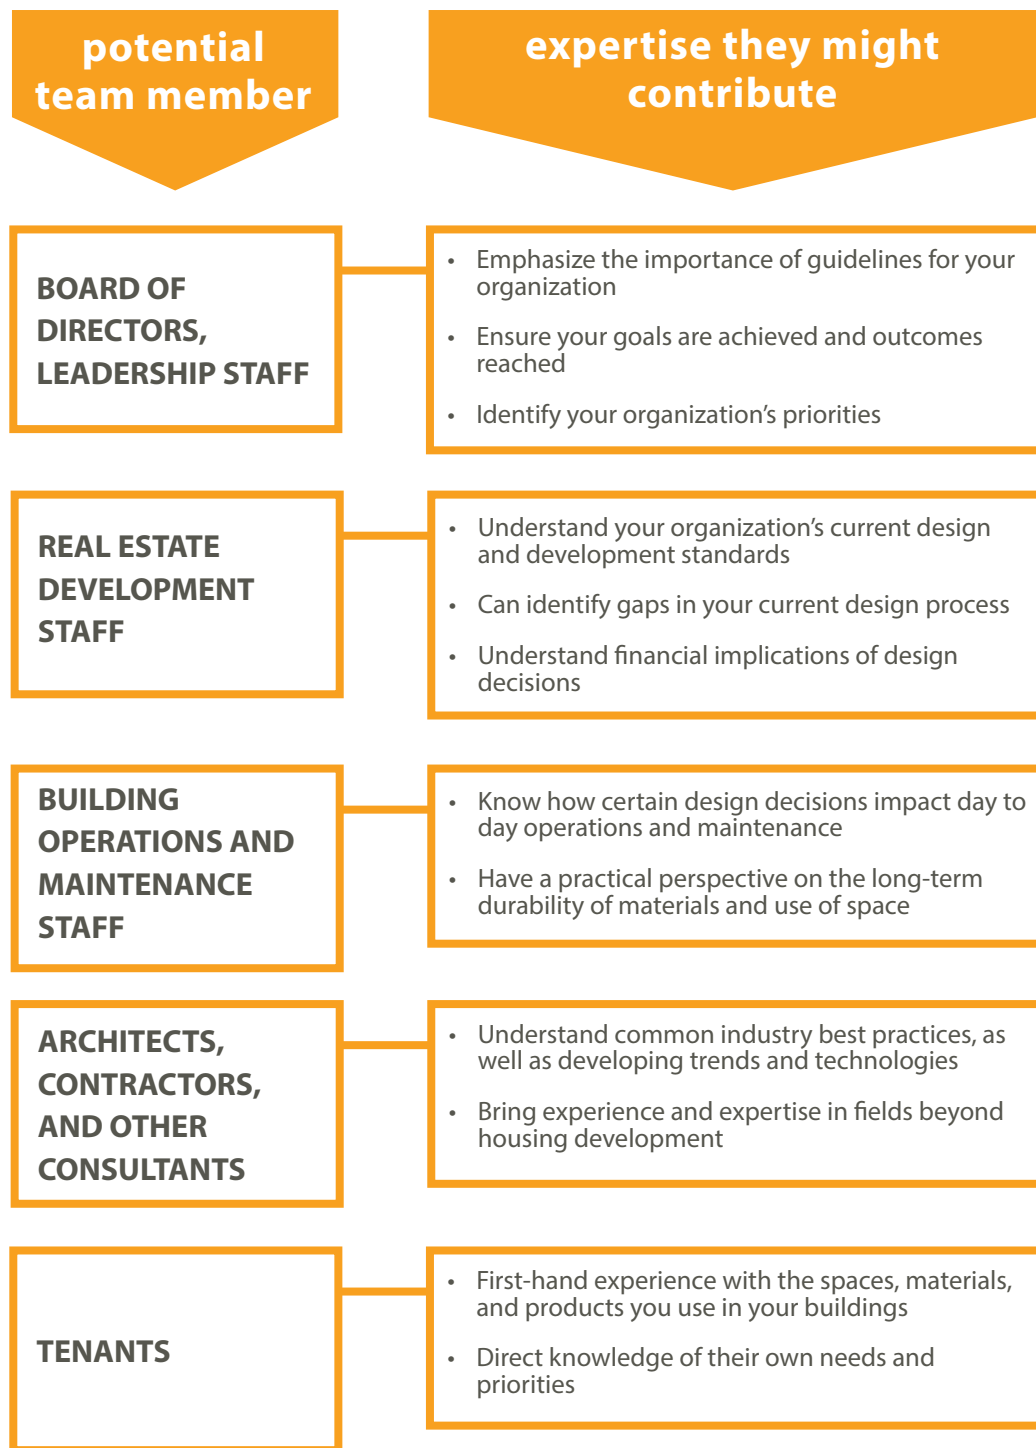 potential
team member
expertise they might
contribute
BOARD OF
DIRECTORS,
LEADERSHIP STAFF
• Emphasize the importance of guidelines for your
organization
• Ensure your goals are achieved and outcomes
reached
• Identify your organization’s priorities
REAL ESTATE
DEVELOPMENT
STAFF
• Understand your organization’s current design
and development standards
• Can identify gaps in your current design process
• Understand financial implications of design
decisions
BUILDING
OPERATIONS AND
MAINTENANCE
STAFF
• Know how certain design decisions impact day to
day operations and maintenance
• Have a practical perspective on the long-term
durability of materials and use of space
ARCHITECTS,
CONTRACTORS,
AND OTHER
CONSULTANTS
• Understand common industry best practices, as
well as developing trends and technologies
• Bring experience and expertise in fields beyond
housing development
TENANTS
• First-hand experience with the spaces, materials,
and products you use in your buildings
• Direct knowledge of their own needs and
priorities